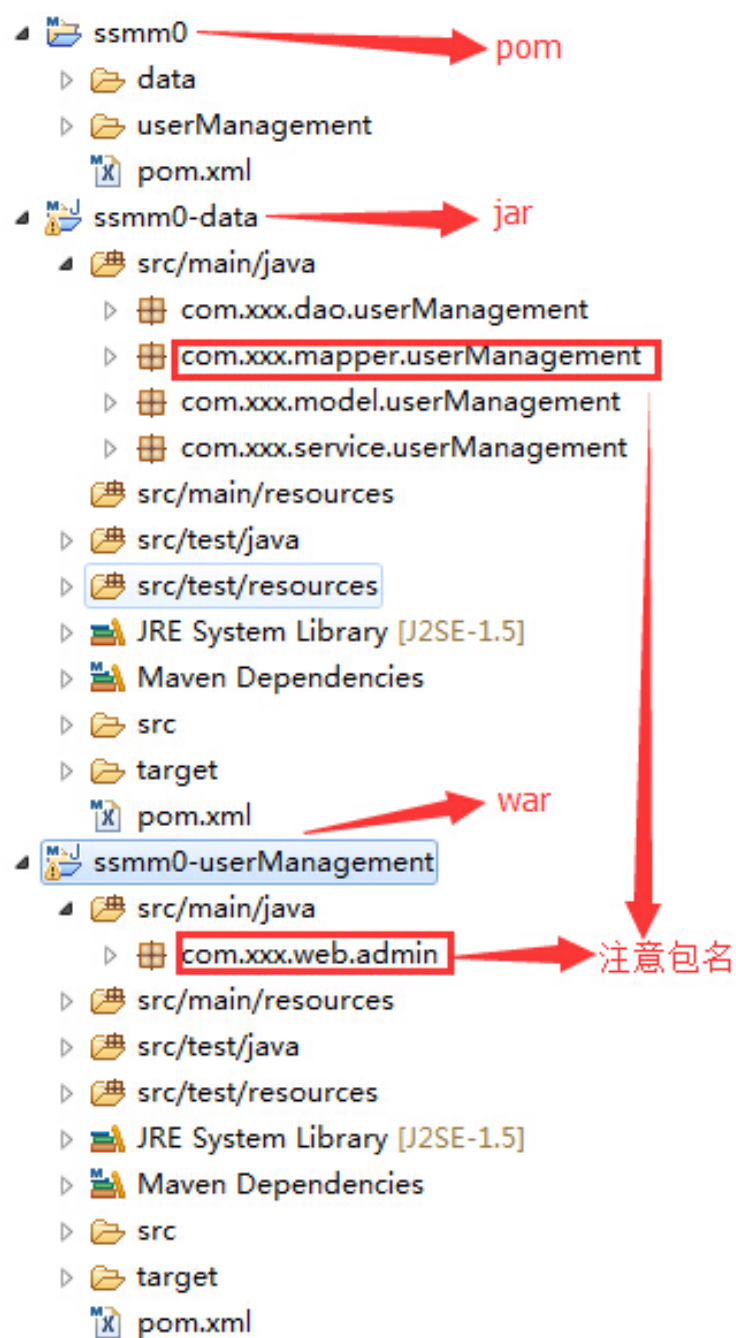 ssmm0
pom
data
userManagement
pom.xml
ssmm0-data
jar
src/main/java
com.xxx.dao.userManagement
com.xxx.mapper.userManagement
com.xxx.model.userManagement
com.xxx.service.userManagement
src/main/resources
src/test/java
src/test/resources
JRE System Library [J2SE-1.5]
Maven Dependencies
src
target
war
pom.xml
ssmm0-userManagement
src/main/java
com.xxx.web.admin
注意包名
src/main/resources
src/test/java
src/test/resources
JRE System Library [J2SE-1.5]
Maven Dependencies
src
target
pom.xml